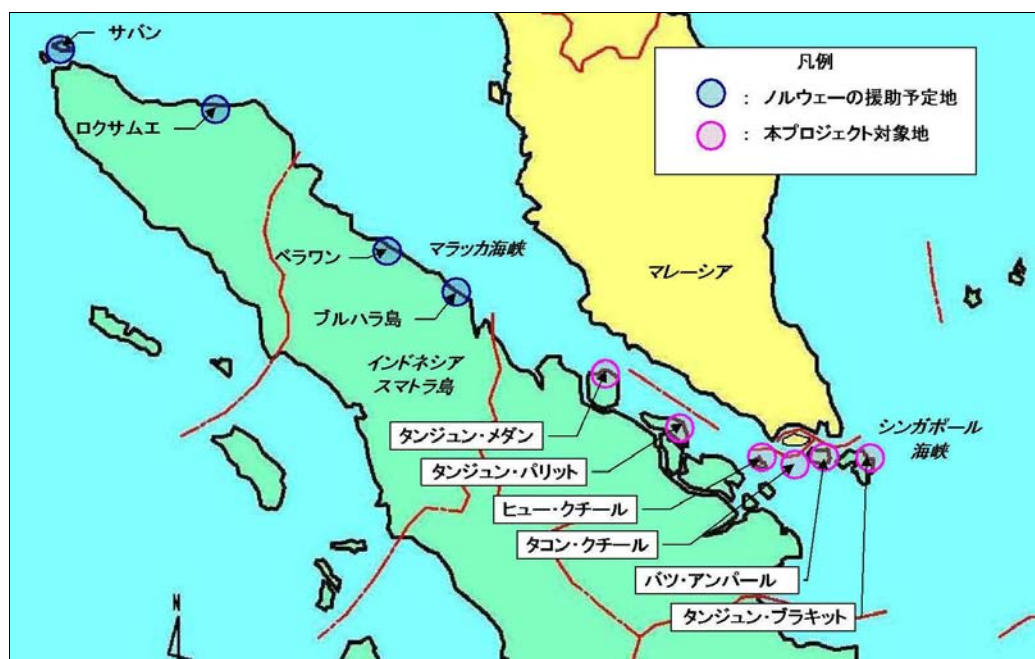 サバン
ロクサムエ
凡例
： ノルウェーの援助予定地
： 本プロジェクト対象地
ベラワン
マラッカ海峡
ブルハラ島
マレーシア
インドネシア
スマトラ島
タンジュン・メダン
タンジュン・パリット
ヒュー・クチール
タコン・クチール
バツ・アンパール
タンジュン・ブラキット
シンガポール
海峡
N